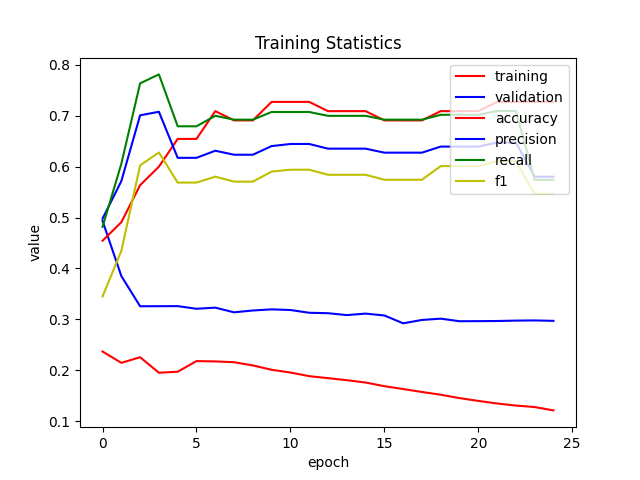 Training Statistics
0.8
0.7
0.6
0.5
0.4
0.3
0.2
0.1
value
training
validation
accuracy
precision
recall
f1
0
5
10
15
20
25
epoch